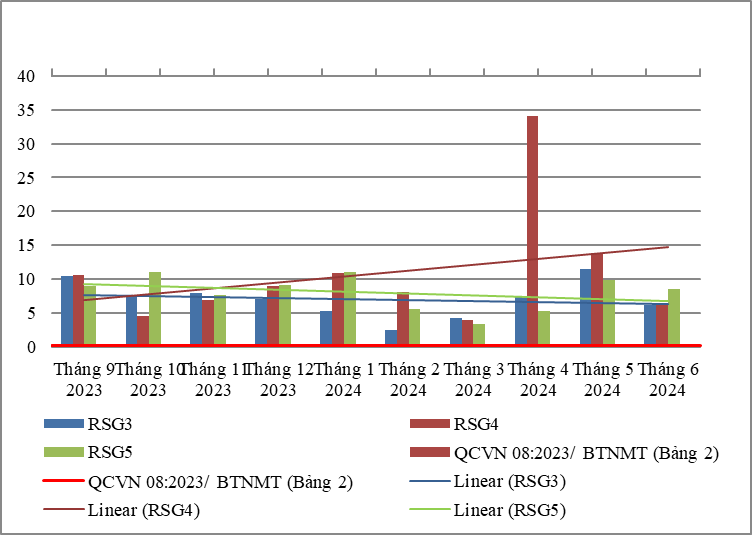 40
35
30
25
20
15
10
5
0
Tháng 9 Tháng 10 Tháng 11 Tháng 12 Tháng 1 Tháng 2 Tháng 3 Tháng 4 Tháng 5 Tháng 6
2023 2023 2023 2023 2024 2024 2024 2024 2024 2024
RSG3 RSG4
RSG5 QCVN 08:2023/ BTNMT (Bảng 2)
QCVN 08:2023/ BTNMT (Bảng 2) Linear (RSG3)
Linear (RSG4) Linear (RSG5)